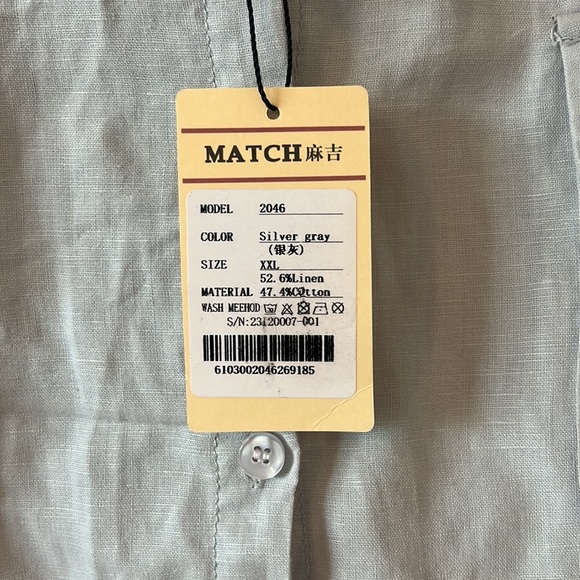 MATCH麻吉
MODEL 2046
COLOR Silver gray
(银灰)
SIZE XXL
52.6%Linen
MATERIAL 47.4%Cotton
WASH MEEHOD
S/N:23120007-001
6103002046269185